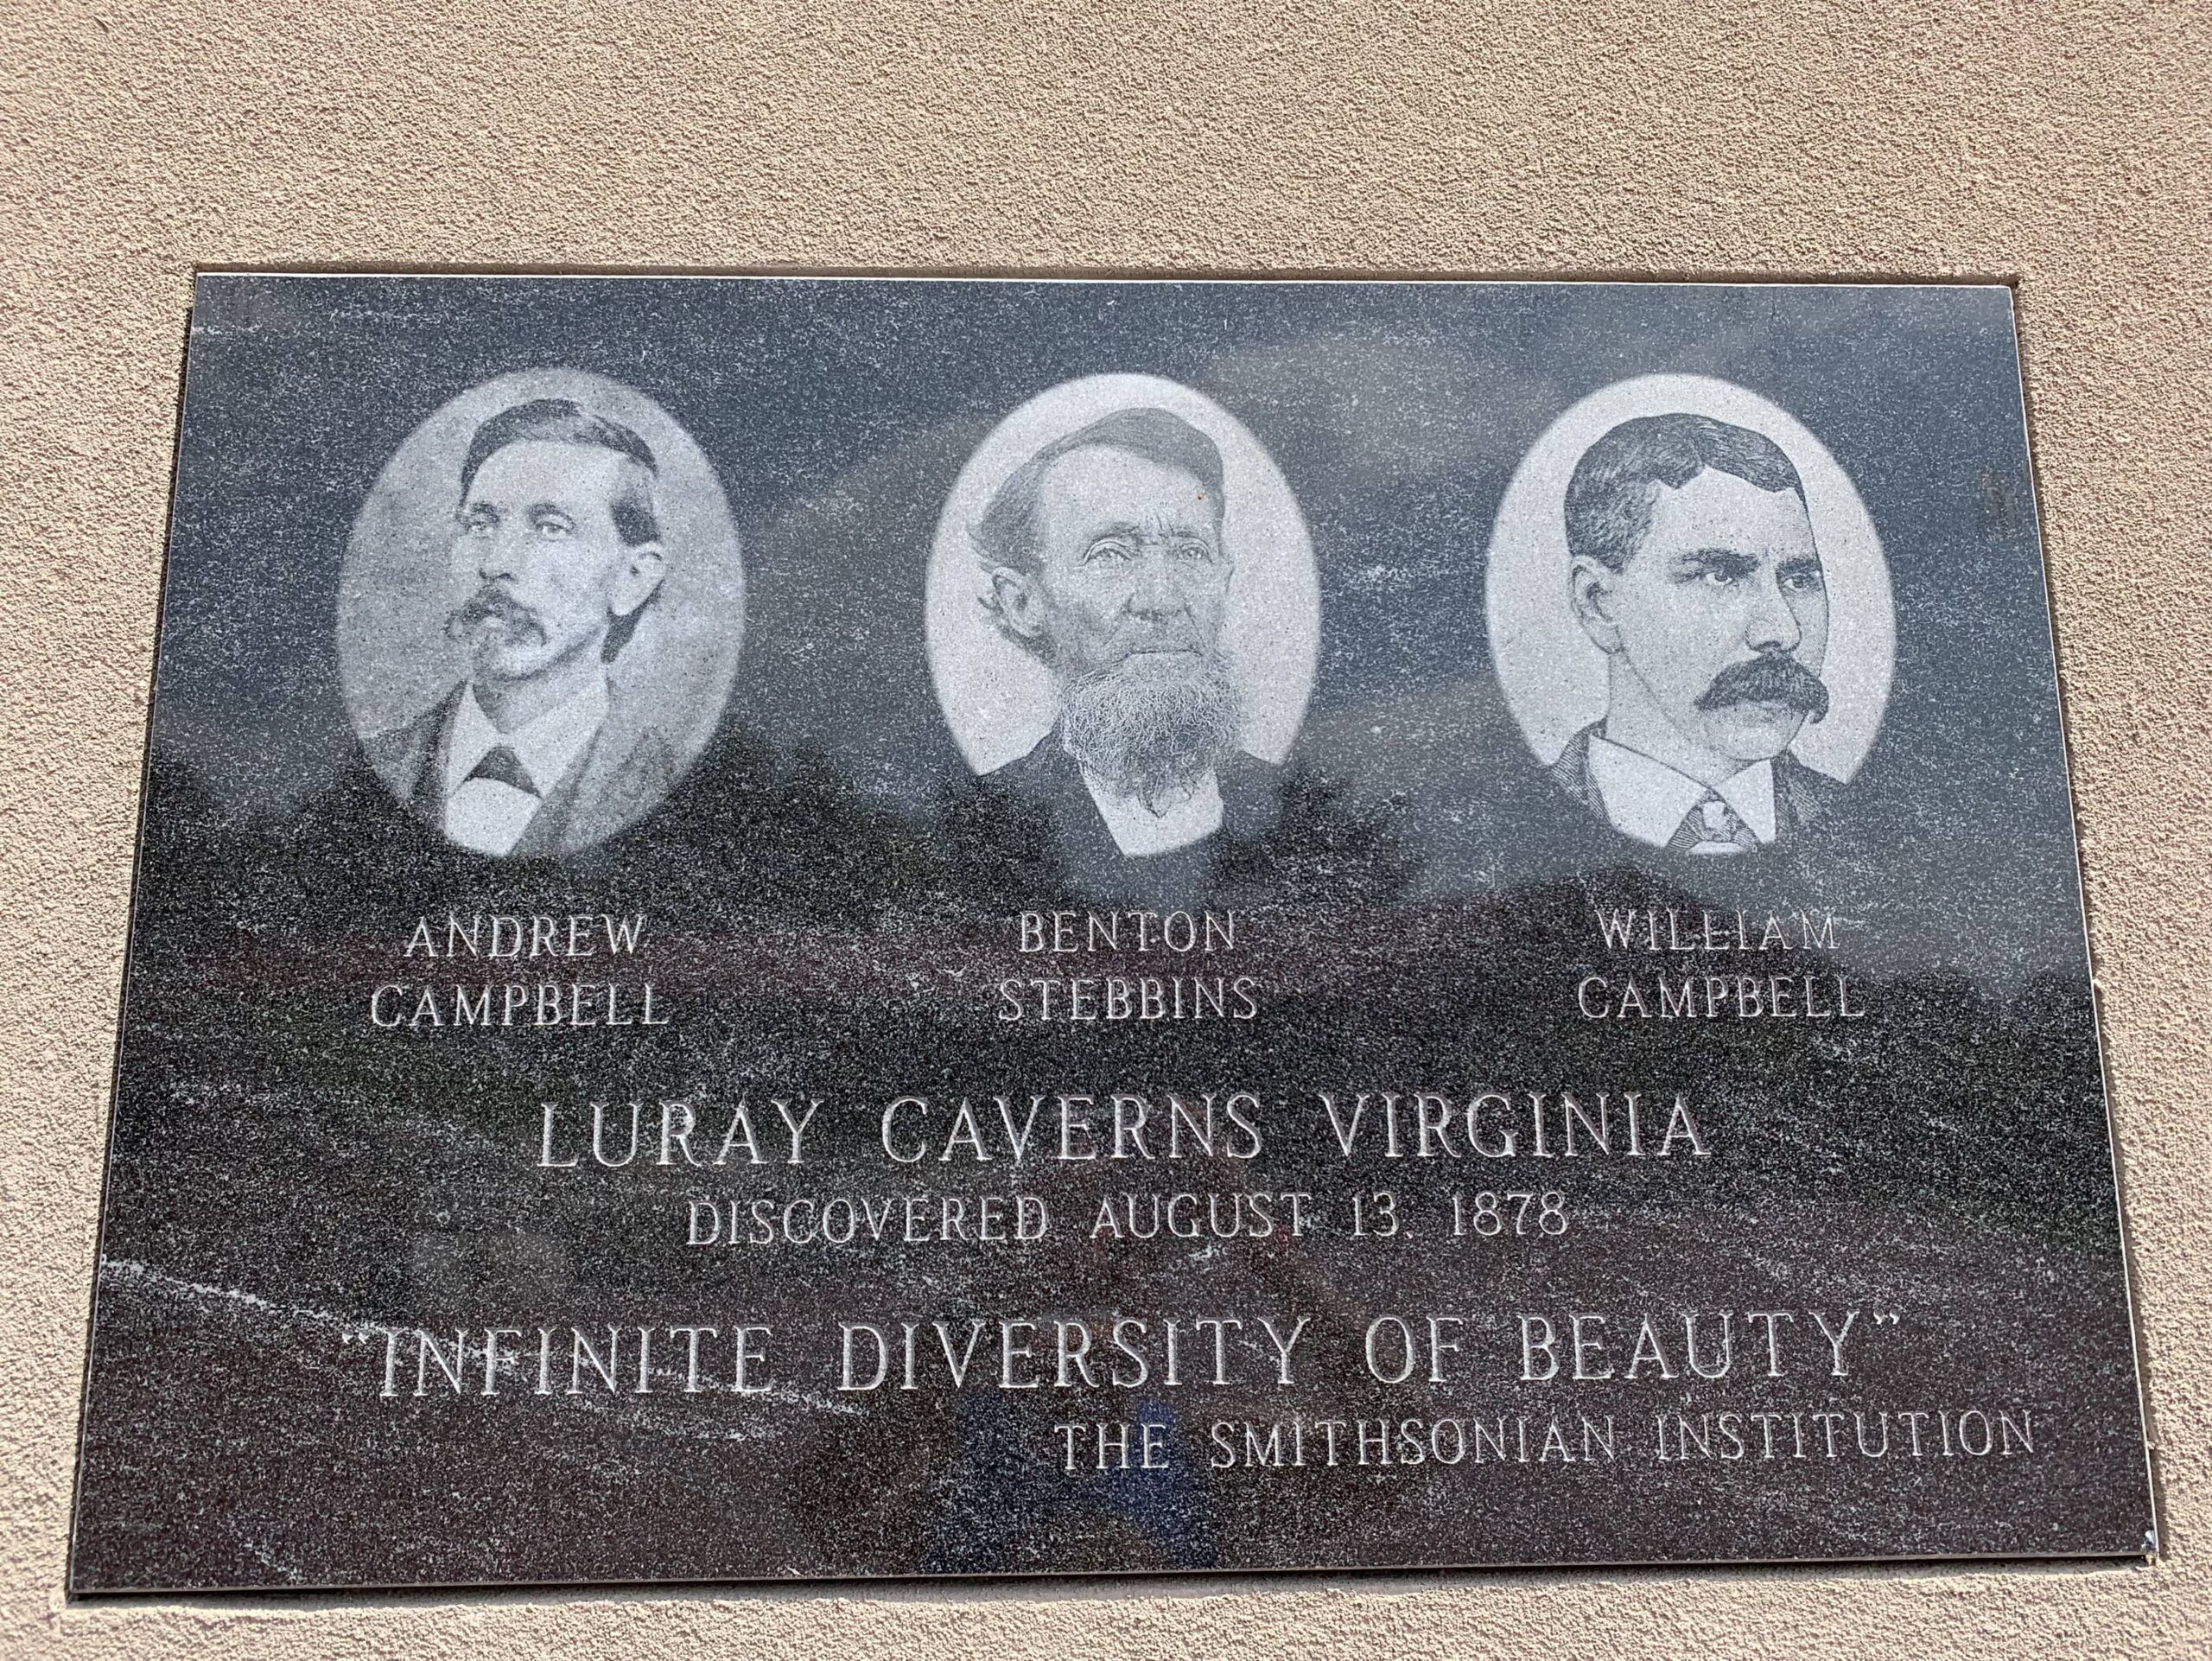 ANDREW
CAMPBELL
BENTON
STEBBINS
WILLIAM
CAMPBELL
LURAY CAVERNS VIRGINIA
DISCOVERED AUGUST 13, 1878
"INFINITE DIVERSITY OF BEAUTY"
THE SMITHSONIAN INSTITUTION